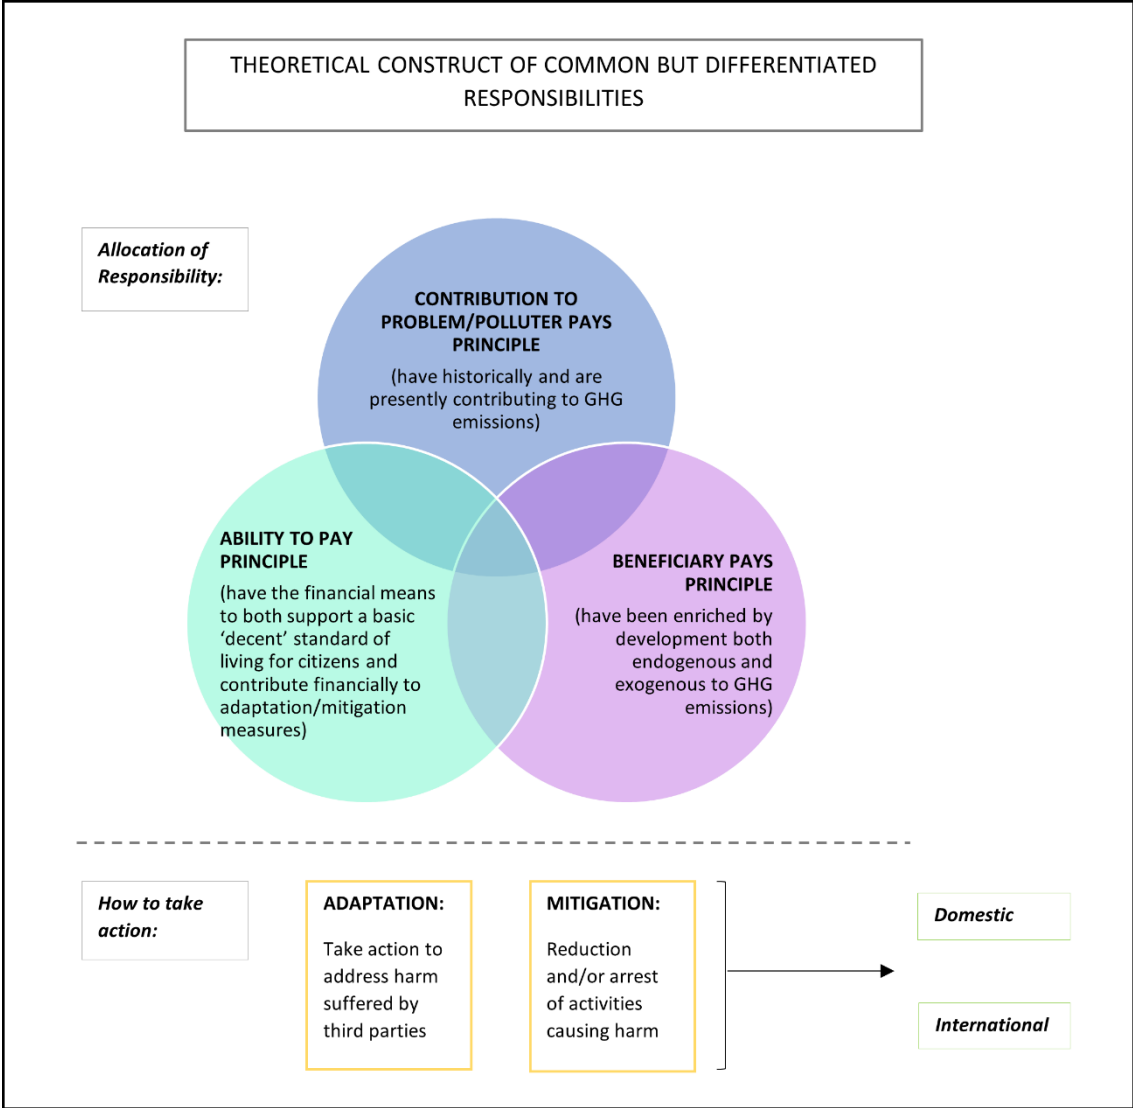 THEORETICAL CONSTRUCT OF COMMON BUT DIFFERENTIATED
RESPONSIBILITIES
Allocation of
Responsibility:
CONTRIBUTION TO
PROBLEM/POLLUTER PAYS
PRINCIPLE
(have historically and are
presently contributing to GHG
emissions)
ABILITY TO PAY
PRINCIPLE
(have the financial means
to both support a basic
‘decent’ standard of
living for citizens and
contribute financially to
adaptation/mitigation
measures)
BENEFICIARY PAYS
PRINCIPLE
(have been enriched by
development both
endogenous and
exogenous to GHG
emissions)
How to take
action:
ADAPTATION:
Take action to
address harm
suffered by
third parties
MITIGATION:
Reduction
and/or arrest
of activities
causing harm
Domestic
International